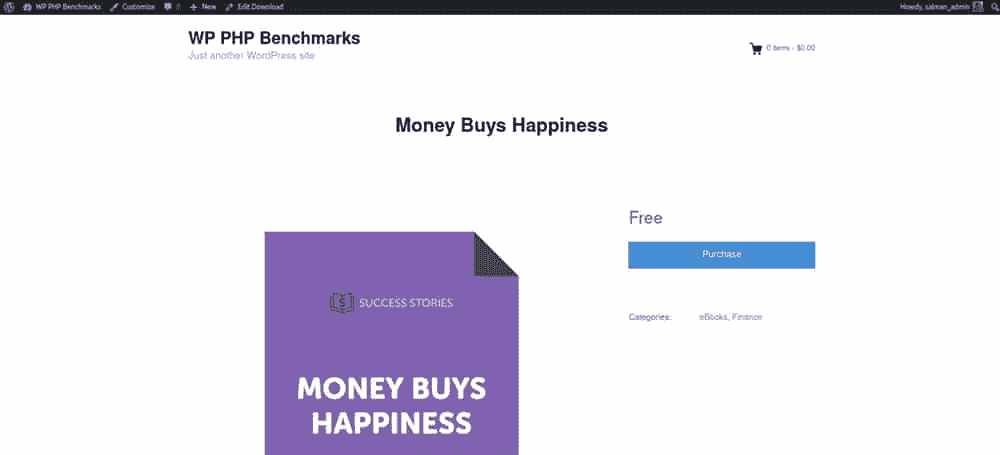 WP PHP Benchmarks Customize New Edit Download Howdy, salman_admin
WP PHP Benchmarks
Just another WordPress site
0 items - $0.00
Money Buys Happiness
Free
Purchase
SUCCESS STORIES
Categories: eBooks, Finance
MONEY BUYS
HAPPINESS